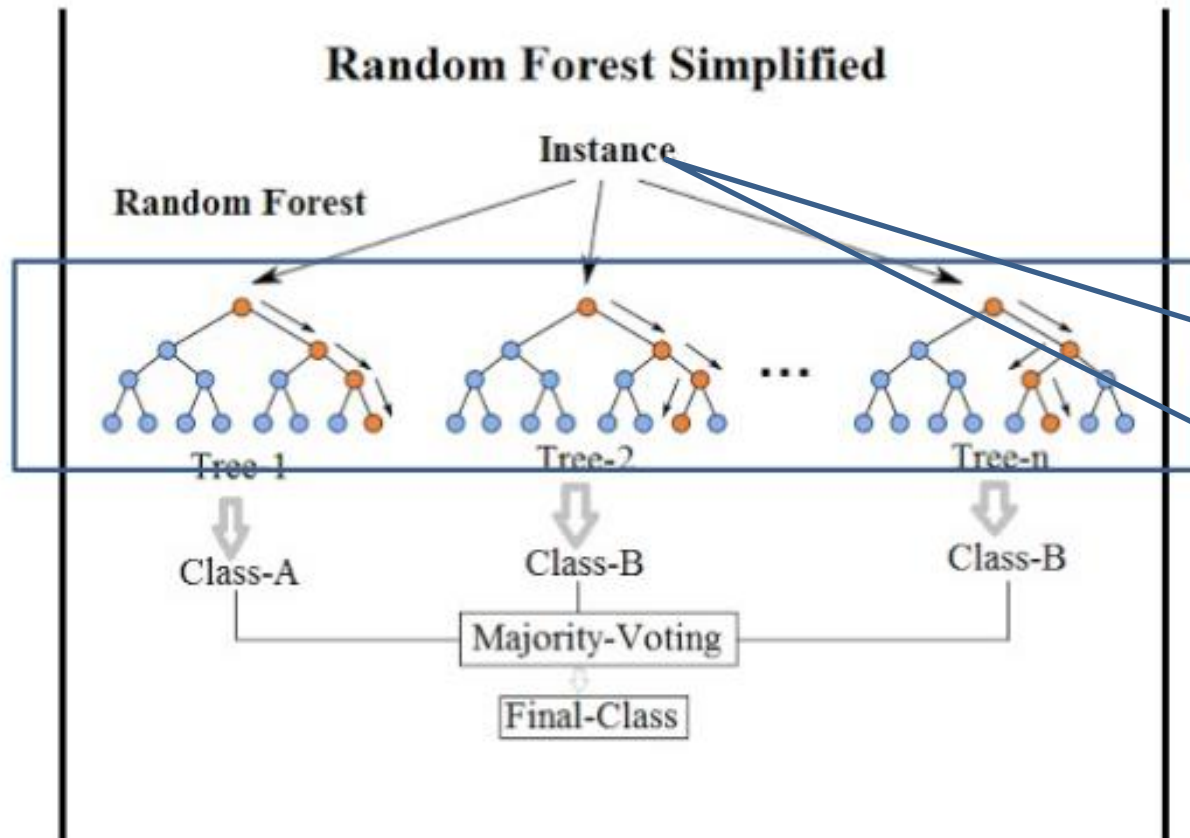 Random Forest Simplified
Instance
Random Forest
...
Tree-1
Tree-2
Tree-n
Class-A
Class-B
Class-B
Majority-Voting
Final-Class